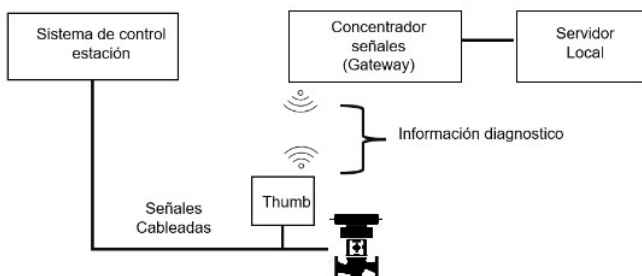 Sistema de control
estación
Concentrador
señales
(Gateway)
Servidor
Local
Información diagnostico
Thumb
Señales
Cableadas